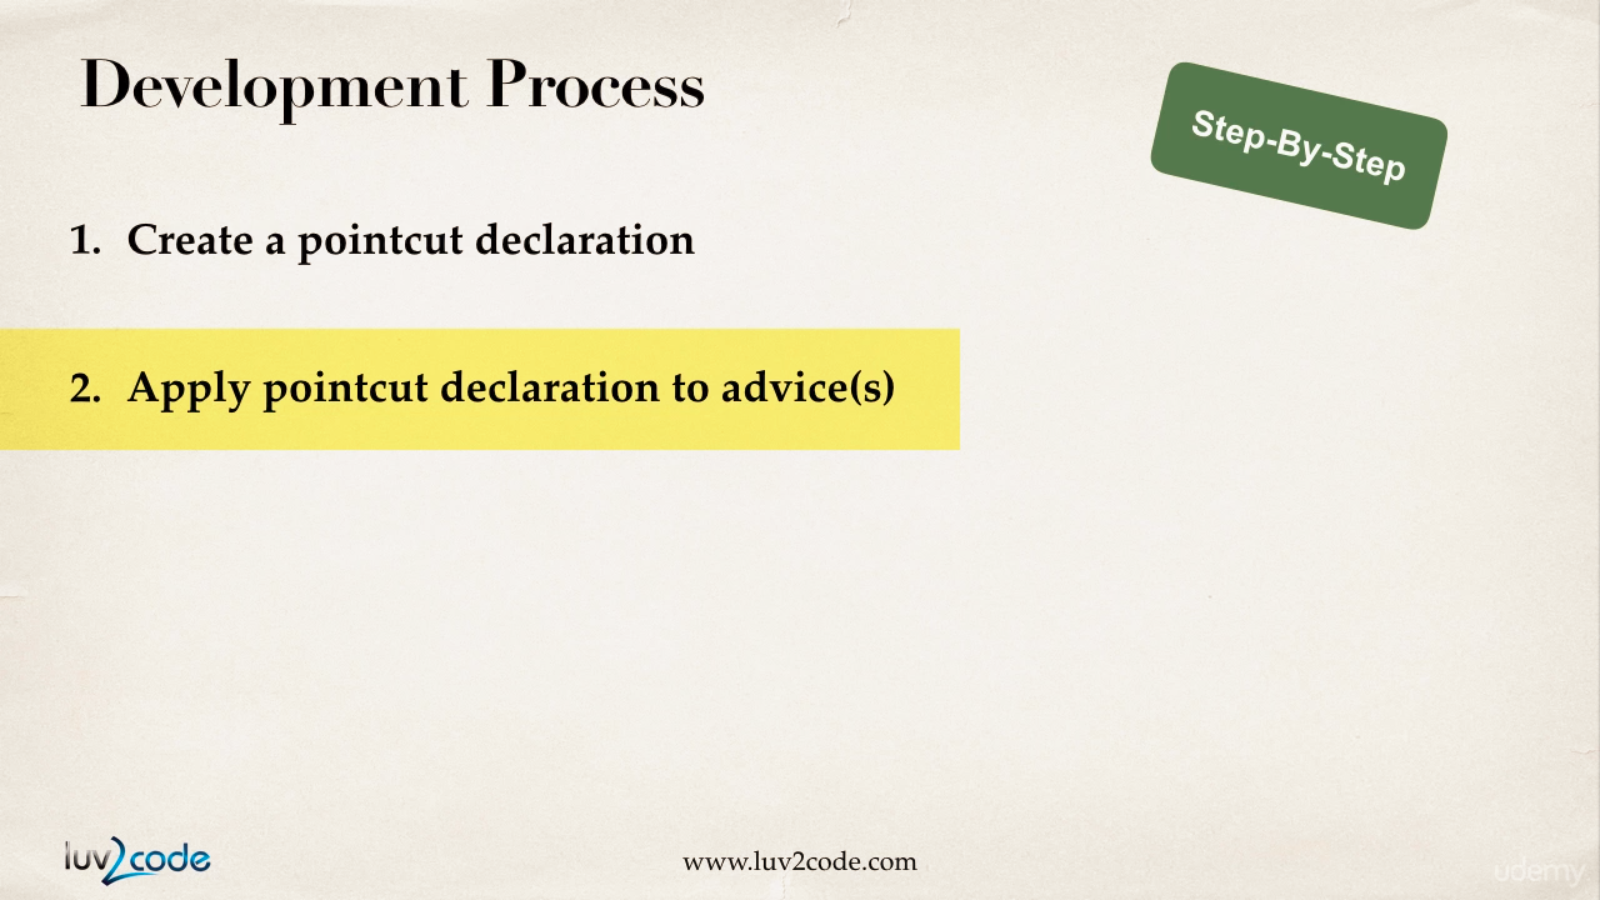 Development Process
Step-By-Step
1. Create a pointcut declaration
2. Apply pointcut declaration to advice(s)
luv2code
www.luv2code.com
udemy